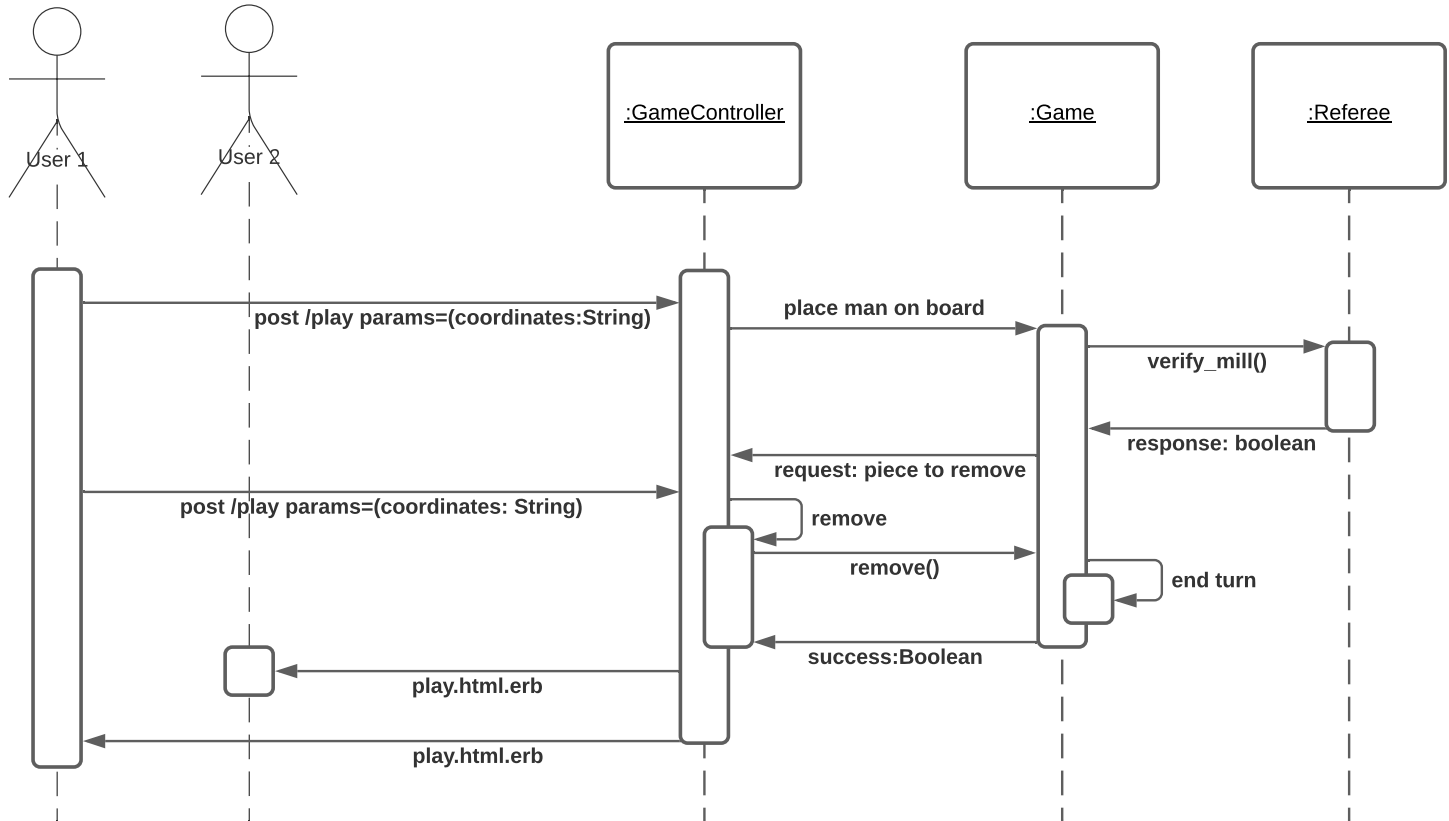 User 1
User 2
:GameController
:Game
:Referee
post /play params=(coordinates:String)
place man on board
verify_mill()
response: boolean
request: piece to remove
post /play params=(coordinates: String)
remove
remove()
end turn
success:Boolean
play.html.erb
play.html.erb